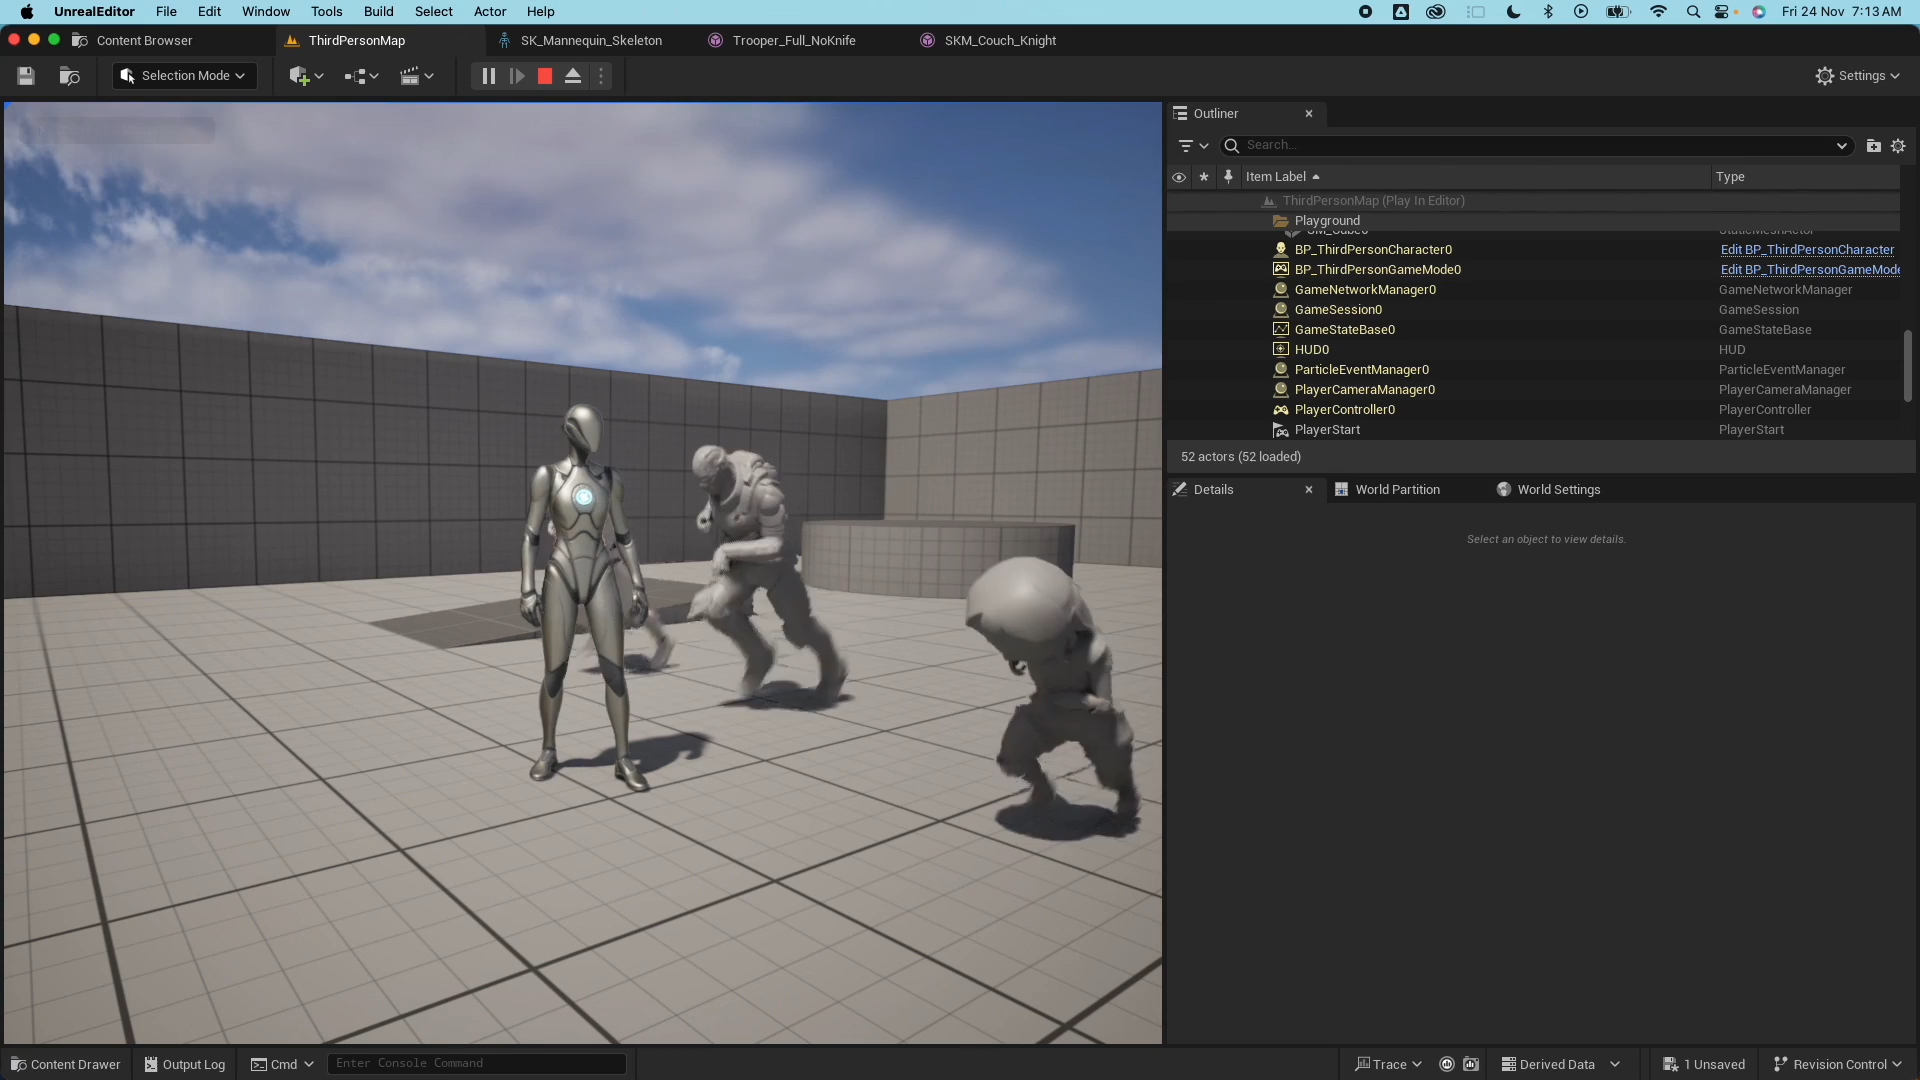 UnrealEditor File Edit Window Tools Build Select Actor Help Fri 24 Nov 7:13 AM
Content Browser ThirdPersonMap SK_Mannequin_Skeleton Trooper_Full_NoKnife SKM_Couch_Knight
Selection Mode Settings
Outliner
Search...
Item Label Type
ThirdPersonMap (Play In Editor)
Playground
BP_ThirdPersonCharacter0 Edit BP_ThirdPersonCharacter
BP_ThirdPersonGameMode0 Edit BP_ThirdPersonGameMode
GameNetworkManager0 GameNetworkManager
GameSession0 GameSession
GameStateBase0 GameStateBase
HUD0 HUD
ParticleEventManager0 ParticleEventManager
PlayerCameraManager0 PlayerCameraManager
PlayerController0 PlayerController
PlayerStart PlayerStart
52 actors (52 loaded)
Details World Partition World Settings
Select an object to view details.
Content Drawer Output Log Cmd Enter Console Command Trace Derived Data 1 Unsaved Revision Control